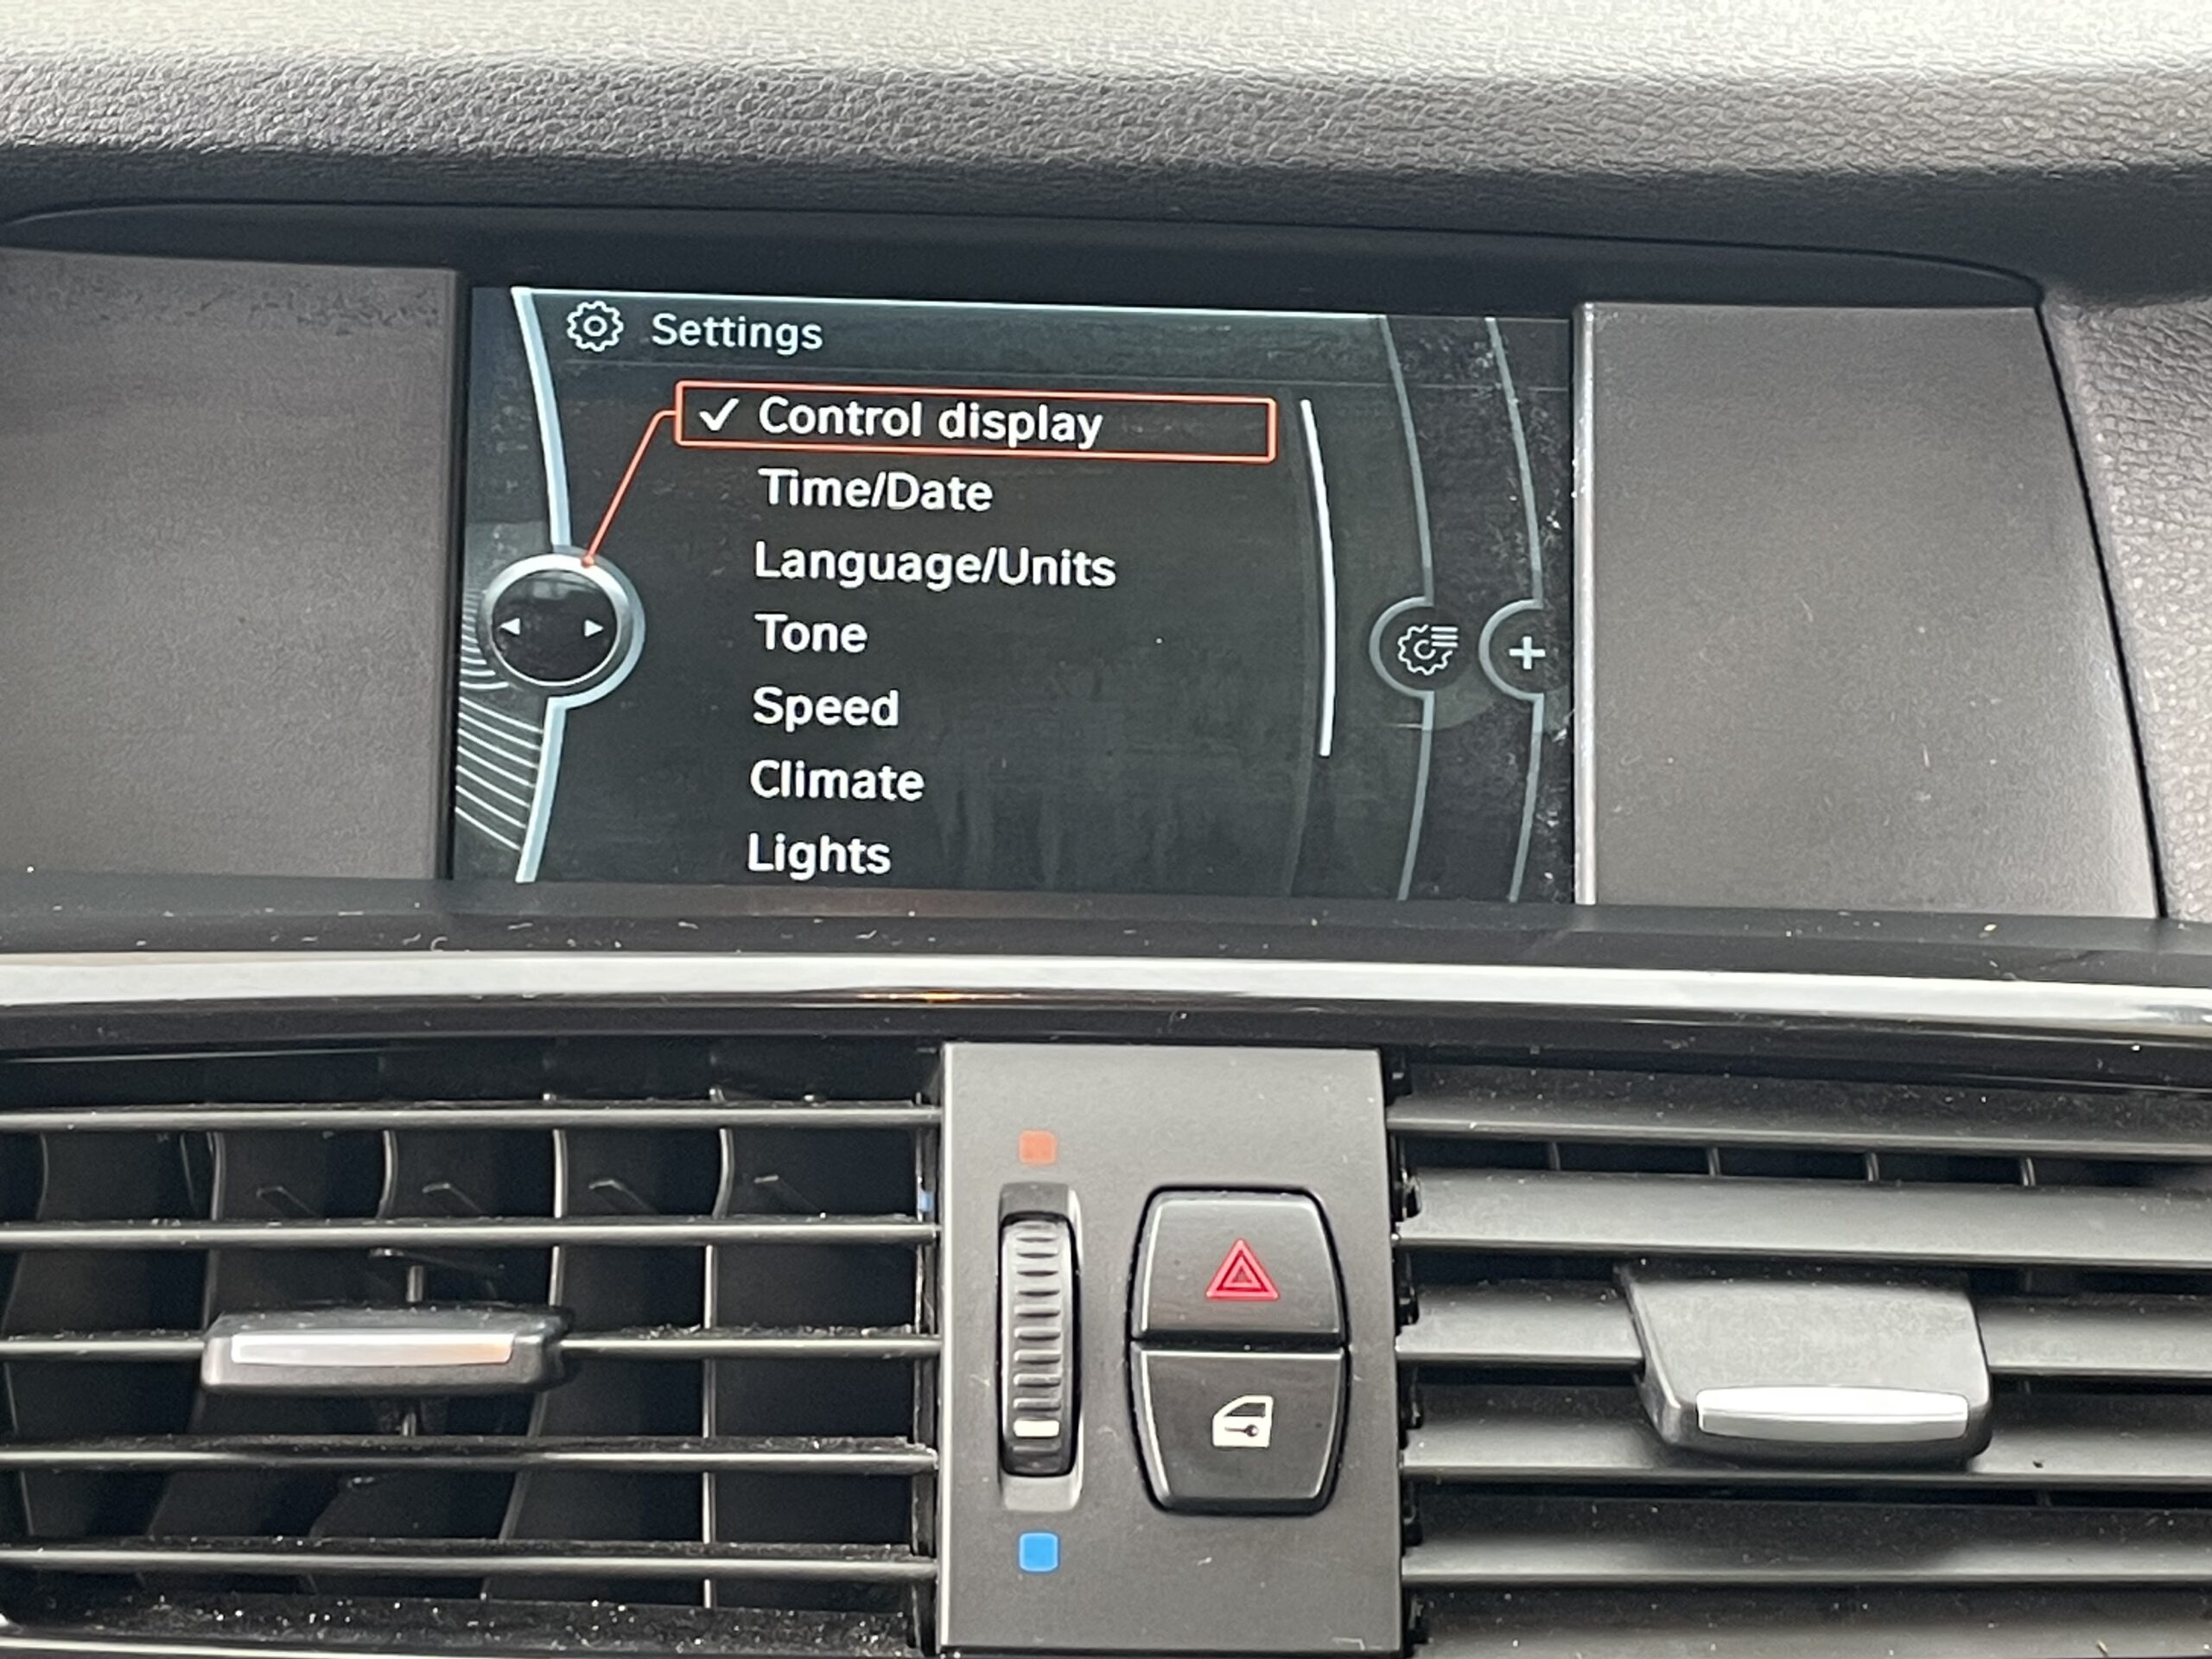 Settings
Control display
Time/Date
Language/Units
Tone
Speed
Climate
Lights